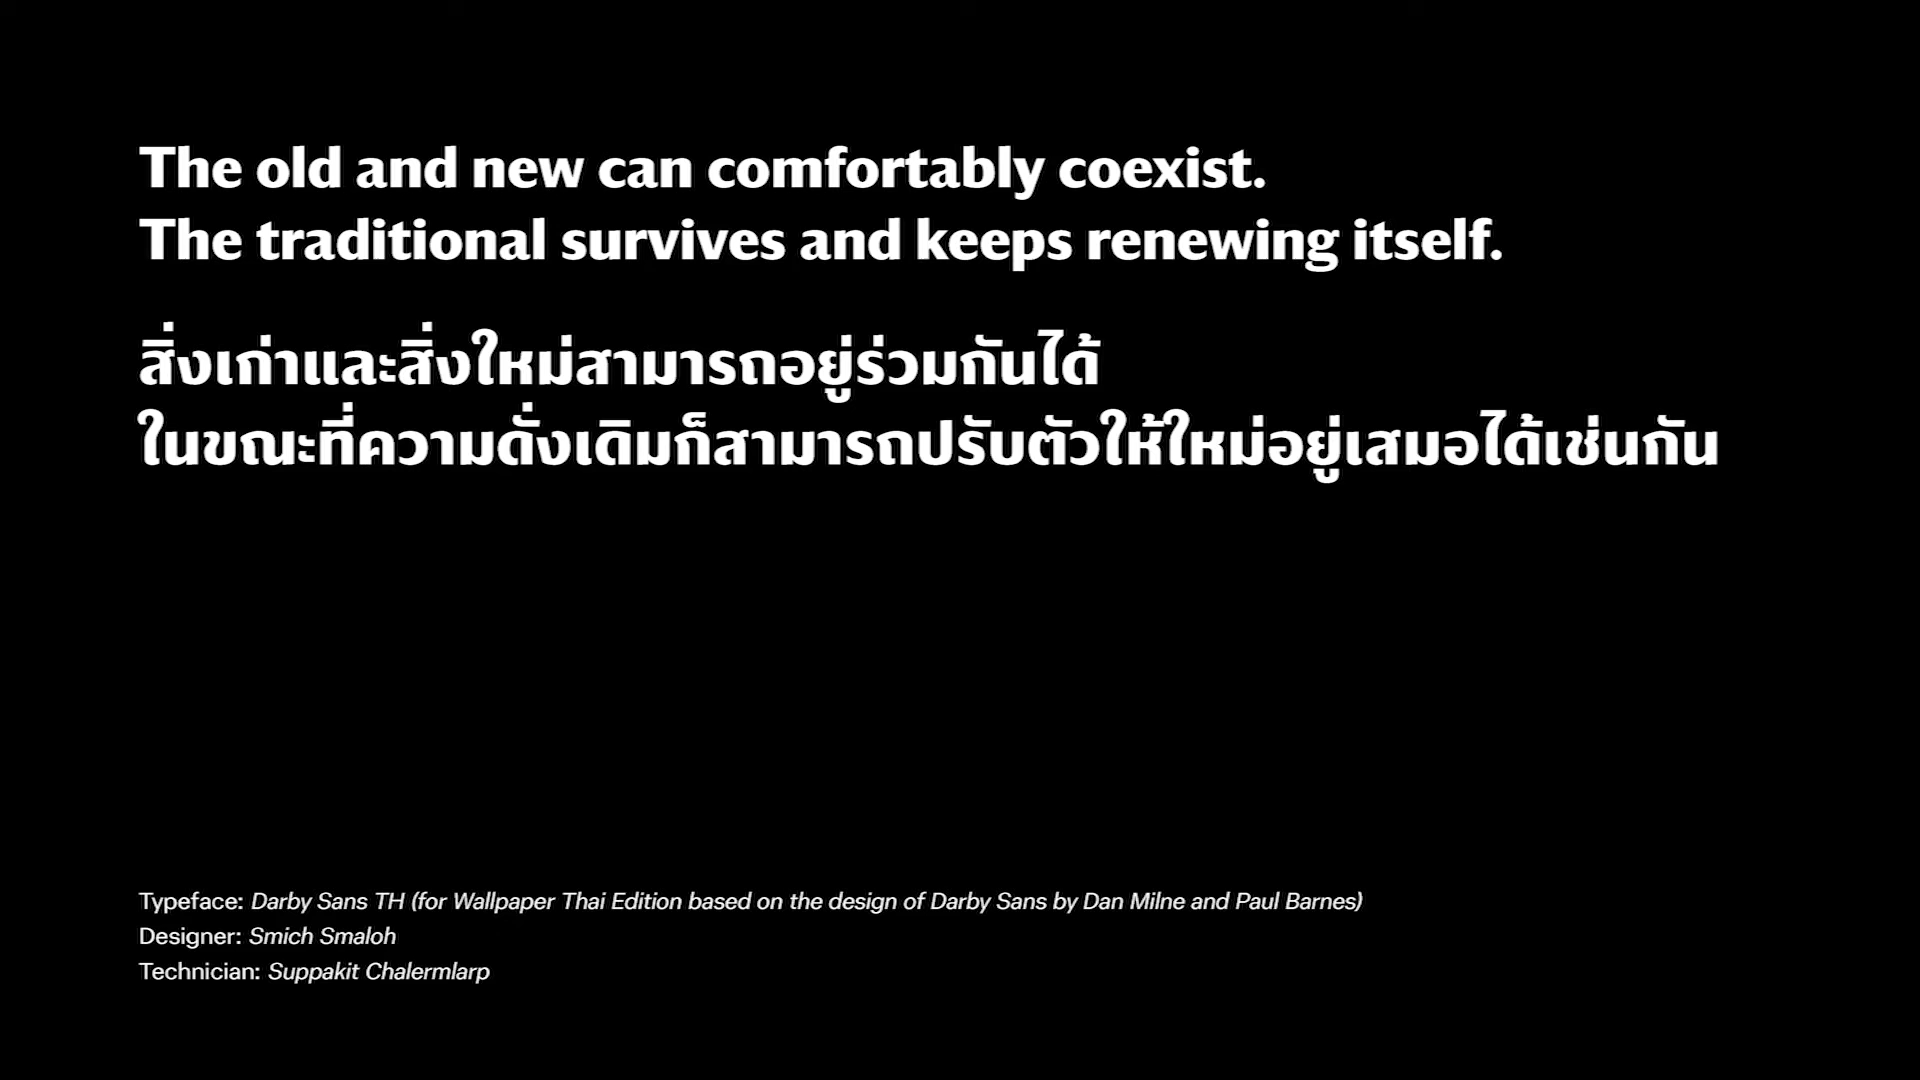 The old and new can comfortably coexist.
The traditional survives and keeps renewing itself.
สิ่งเก่าและสิ่งใหม่สามารถอยู่ร่วมกันได้
ในขณะที่ความดั่งเดิมก็สามารถปรับตัวให้ใหม่อยู่เสมอได้เช่นกัน
Typeface: Darby Sans TH (for Wallpaper Thai Edition based on the design of Darby Sans by Dan Milne and Paul Barnes)
Designer: Smich Smaloh
Technician: Suppakit Chalermlarp